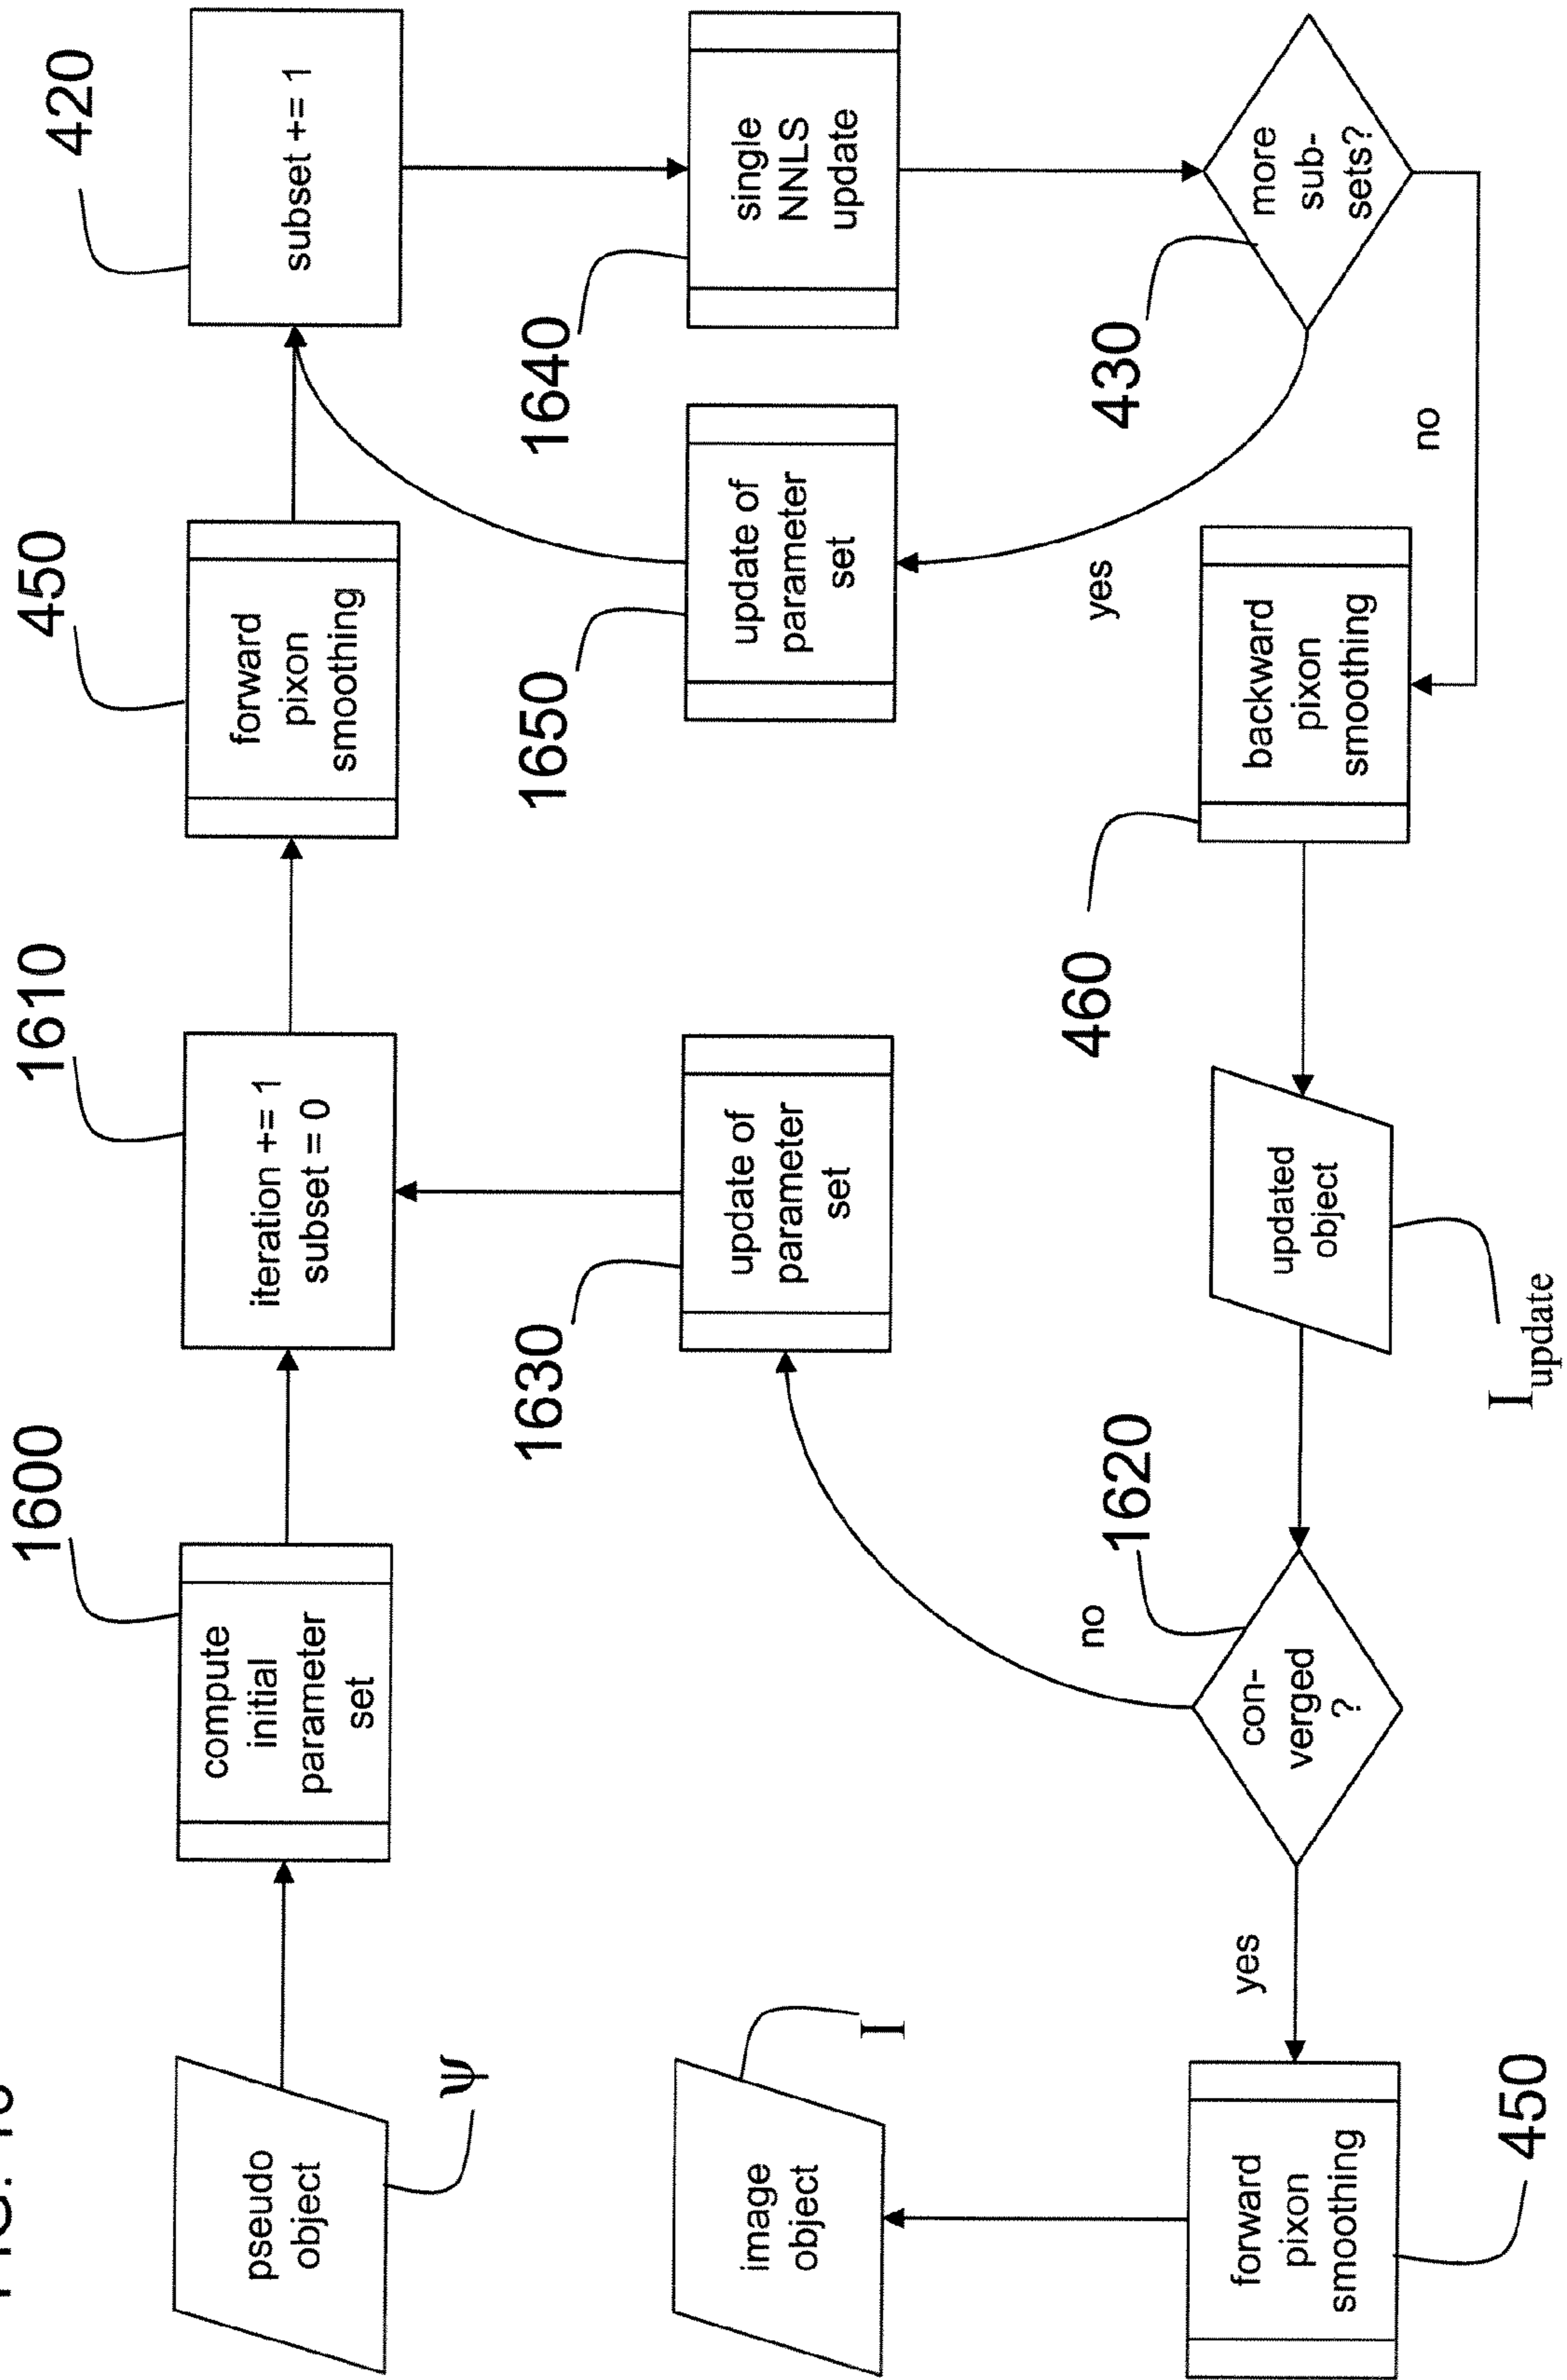 1600
1610
450
420
pseudo
object
compute
initial
parameter
set
iteration += 1
subset = 0
forward
pixon
smoothing
subset += 1
ψ
1630
1650
1640
image
object
update of
parameter
set
update of
parameter
set
single
NNLS
update
I
no
1620
460
yes
430
yes
forward
pixon
smoothing
con-
verged
?
updated
object
backward
pixon
smoothing
more
sub-
sets?
no
450
I update